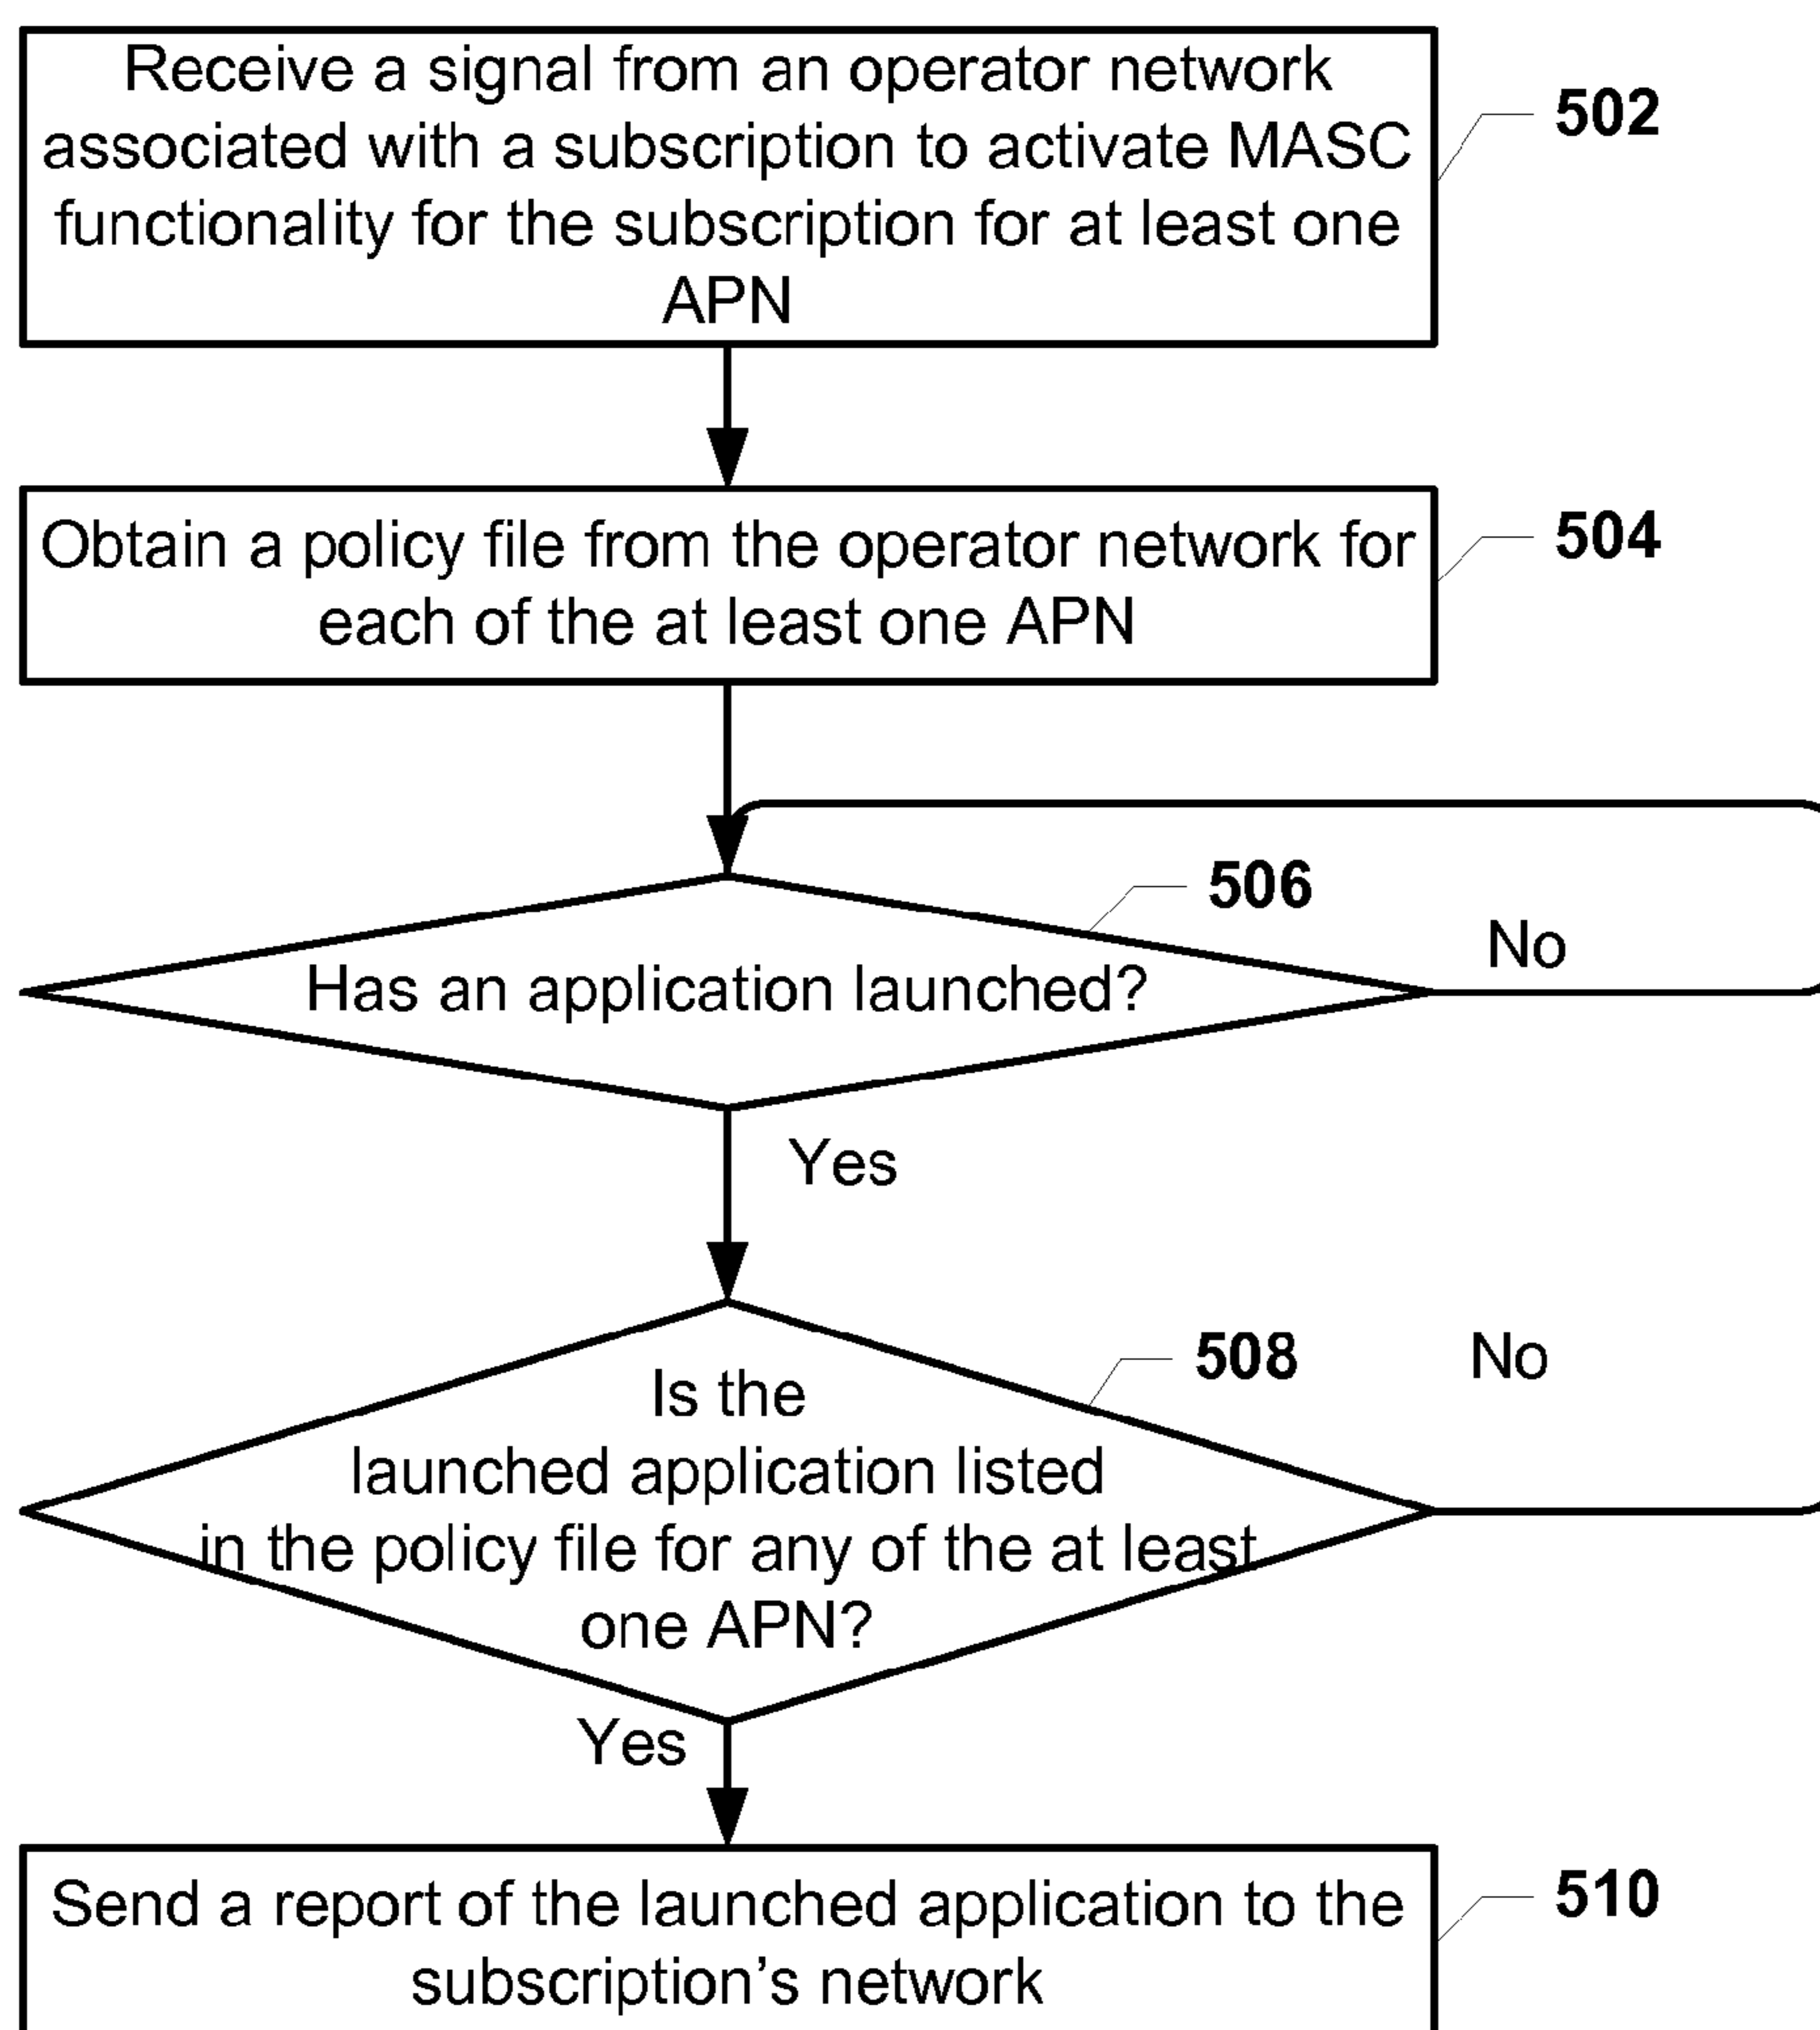 Receive a signal from an operator network
associated with a subscription to activate MASC
functionality for the subscription for at least one
APN
502
Obtain a policy file from the operator network for
each of the at least one APN
504
506
No
Has an application launched?
Yes
508
No
Is the
launched application listed
in the policy file for any of the at least
one APN?
Yes
Send a report of the launched application to the
subscription’s network
510